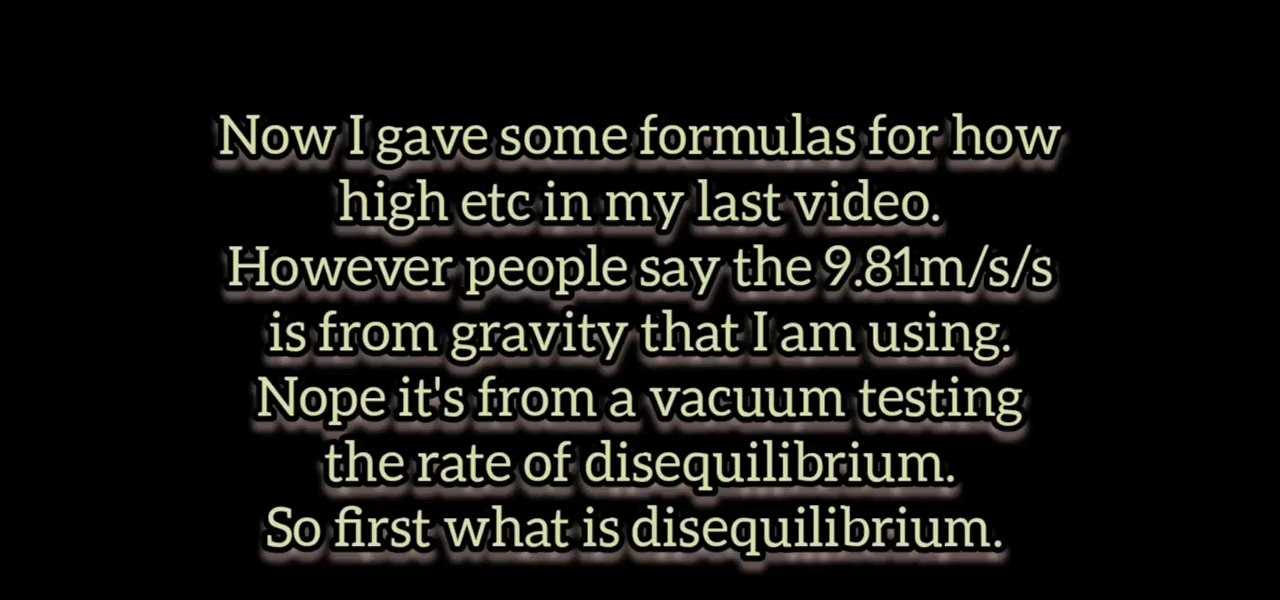 Now I gave some formulas for how
high etc in my last video.
However people say the 9.81m/s/s
is from gravity that I am using.
Nope it's from a vacuum testing
the rate of disequilibrium.
So first what is disequilibrium.